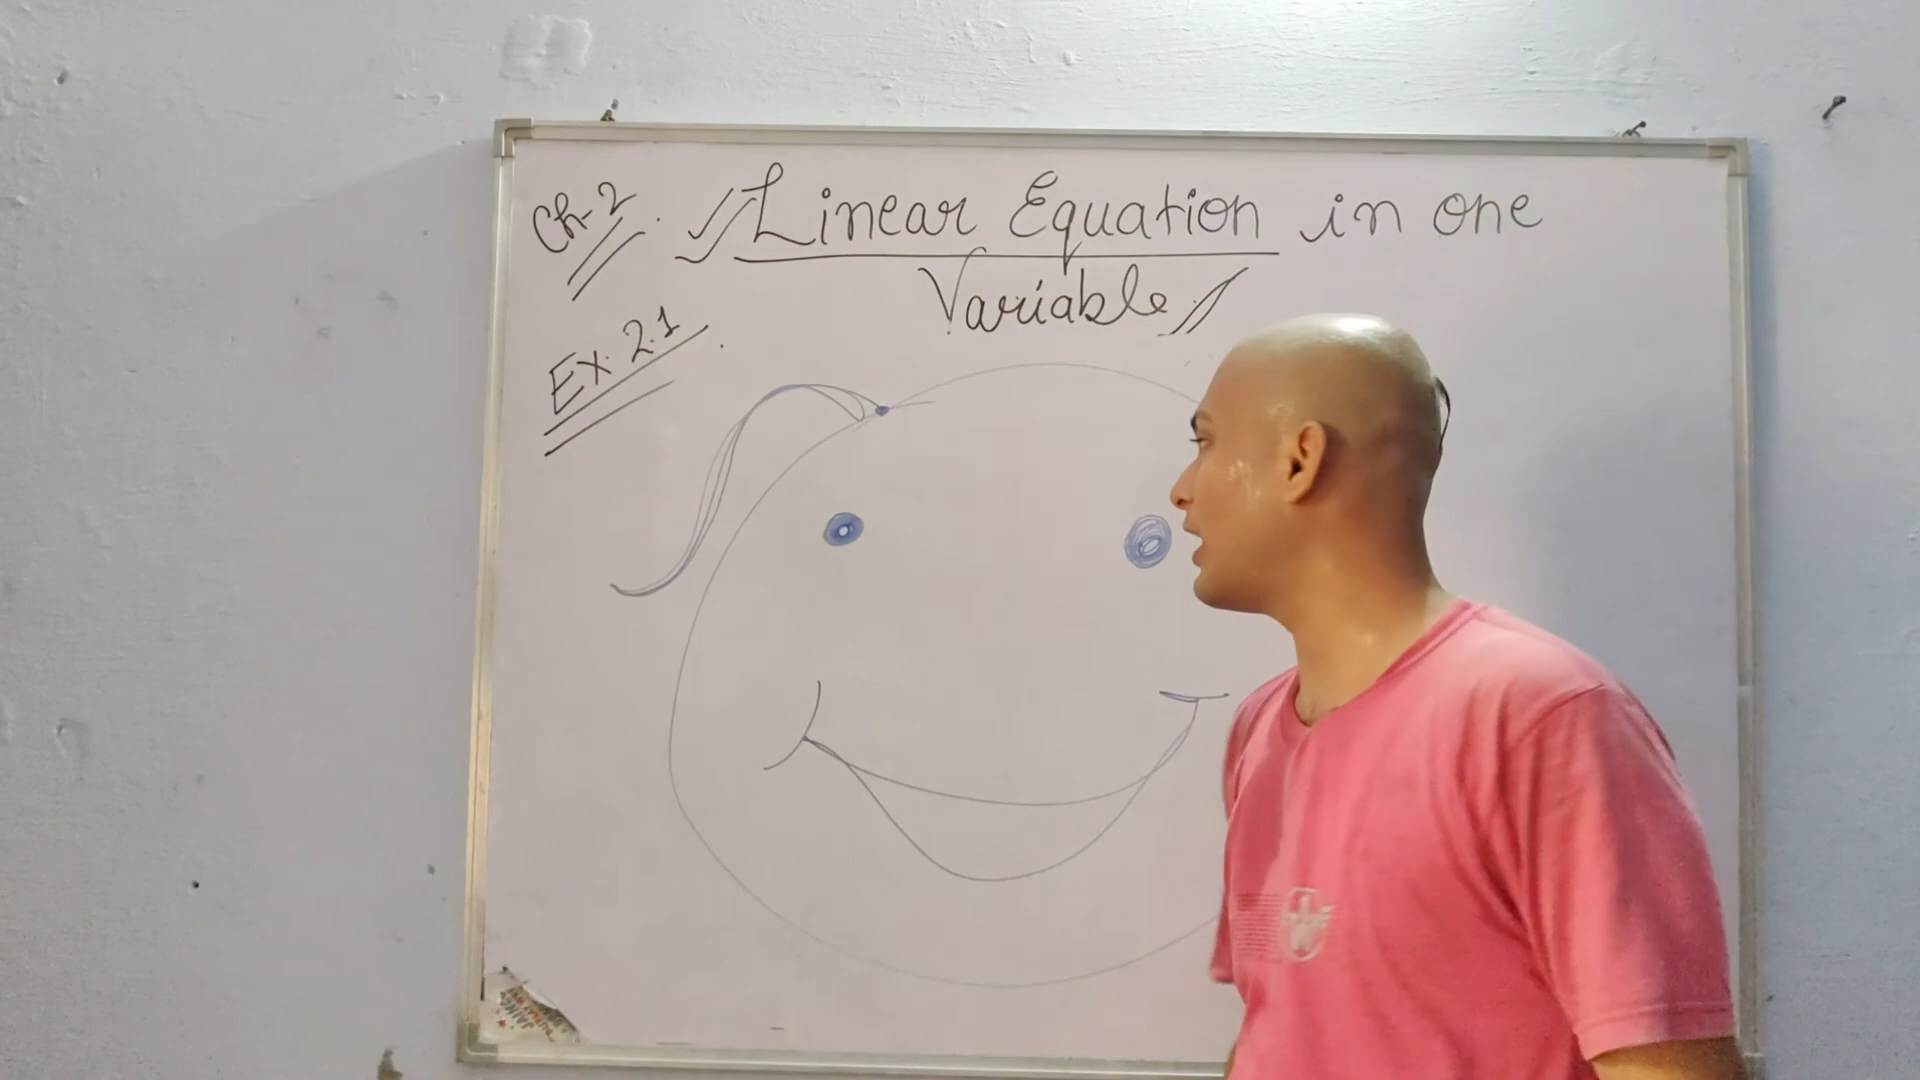 Ch-2
Linear Equation in one
Variable
Ex. 2.1